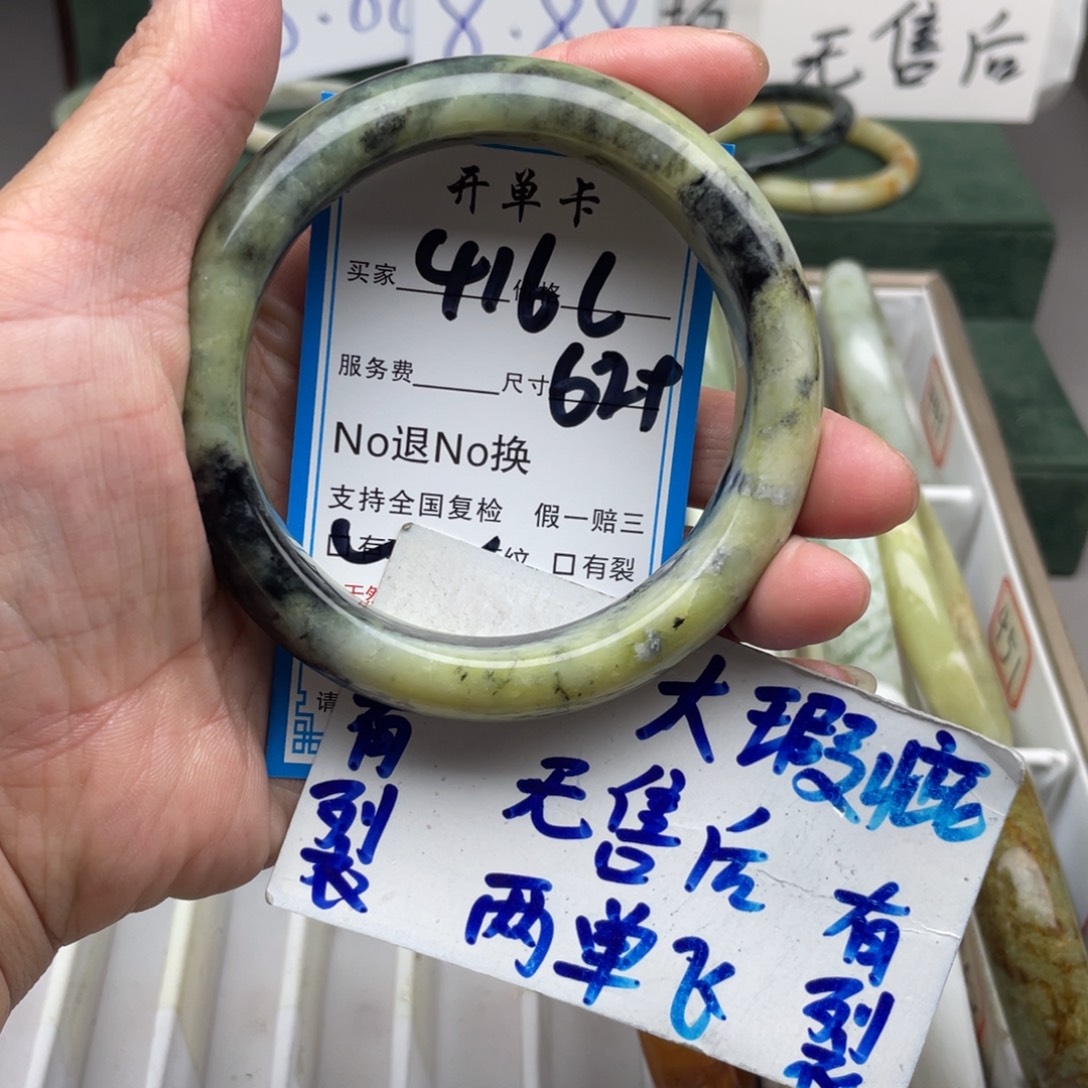 8.88
无售后
开单卡
买家 4166 价格
服务费 尺寸 62+
No退No换
支持全国复检 假一赔三
纹 口有裂
请
大瑕疵
有裂
无售后
两单飞
有裂